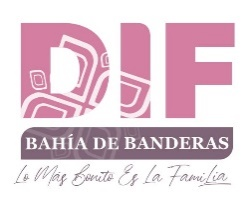 DIF
BAHÍA DE BANDERAS
Lo Más Bonito Es La FamiLia